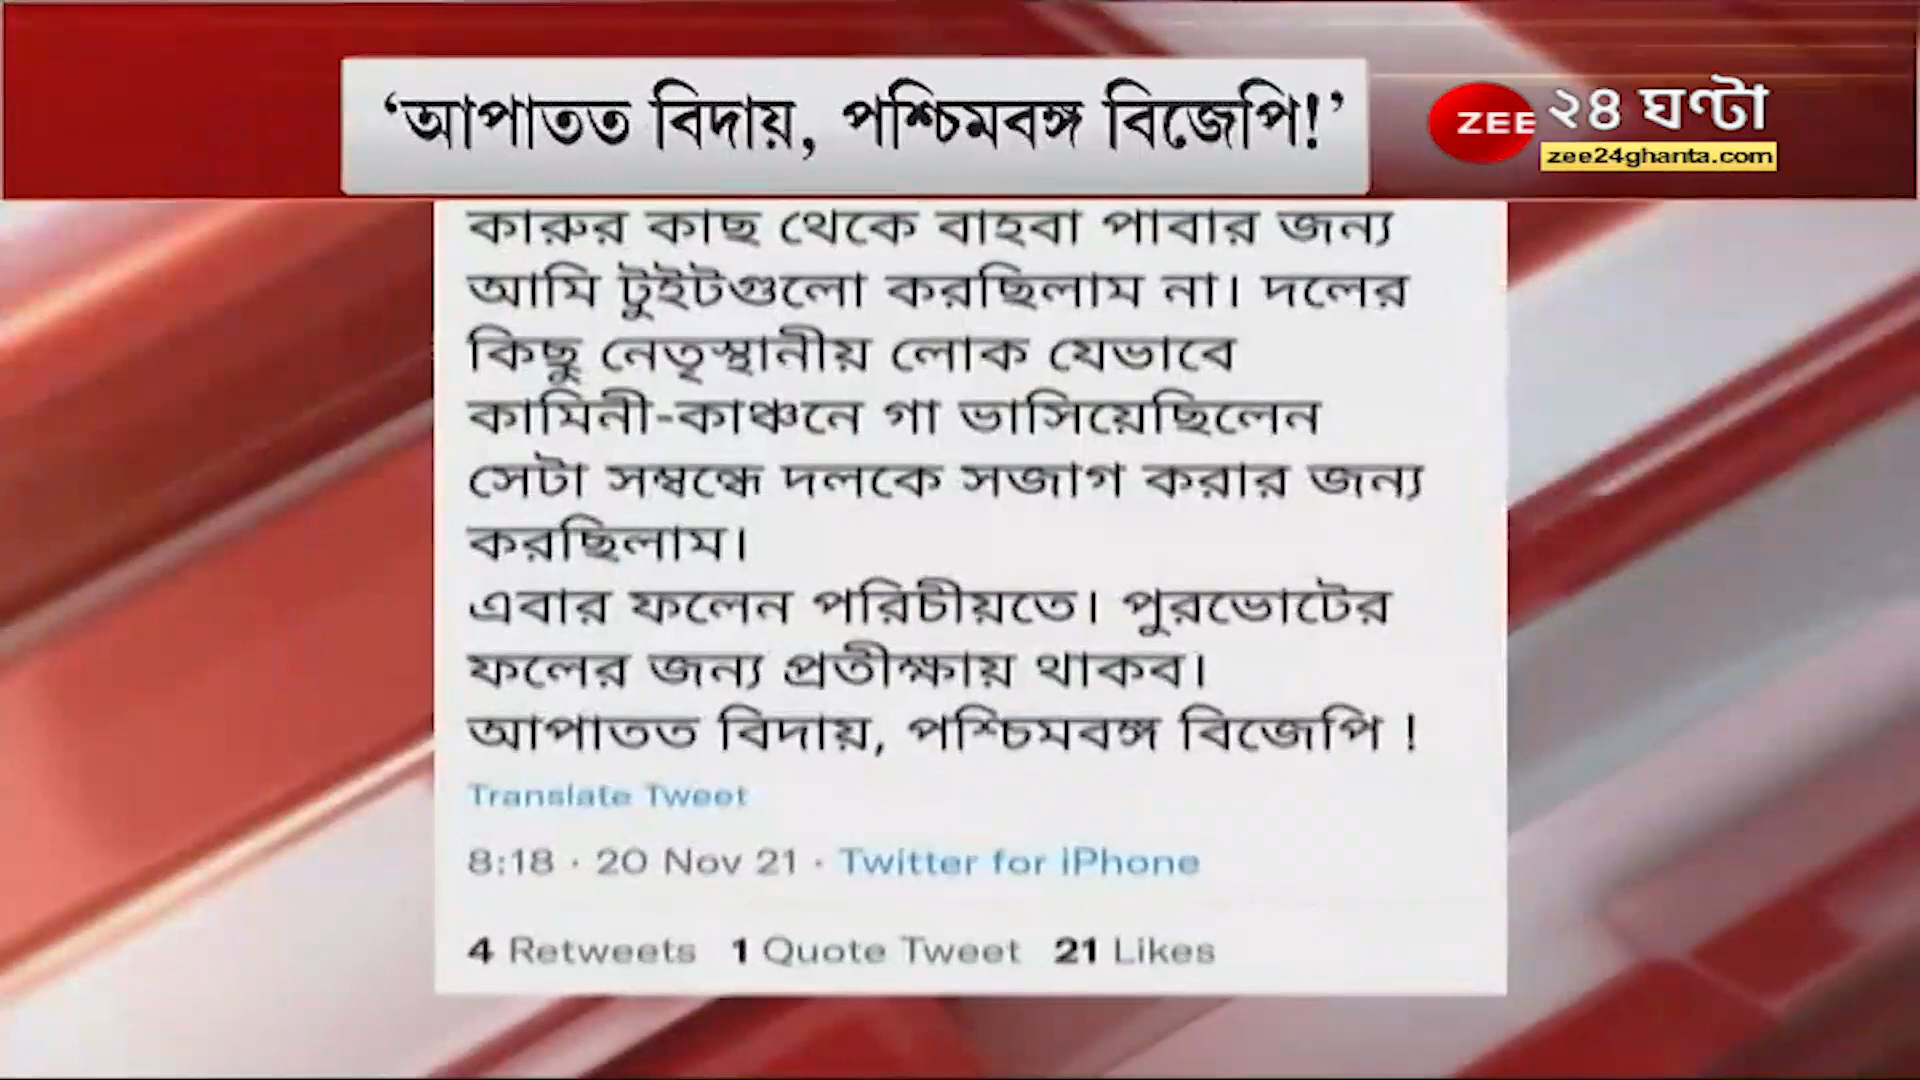 ‘আপাতত বিদায়, পশ্চিমবঙ্গ বিজেপি!’
ZEE ২৪ ঘণ্টা
zee24ghanta.com
কারুর কাছ থেকে বাহবা পাবার জন্য
আমি টুইটগুলো করছিলাম না। দলের
কিছু নেতৃস্থানীয় লোক যেভাবে
কামিনী-কাঞ্চনে গা ভাসিয়েছিলেন
সেটা সম্বন্ধে দলকে সজাগ করার জন্য
করছিলাম।
এবার ফলেন পরিচীয়তে। পুরভোটের
ফলের জন্য প্রতীক্ষায় থাকব।
আপাতত বিদায়, পশ্চিমবঙ্গ বিজেপি !
Translate Tweet
8:18 · 20 Nov 21 · Twitter for iPhone
4 Retweets 1 Quote Tweet 21 Likes